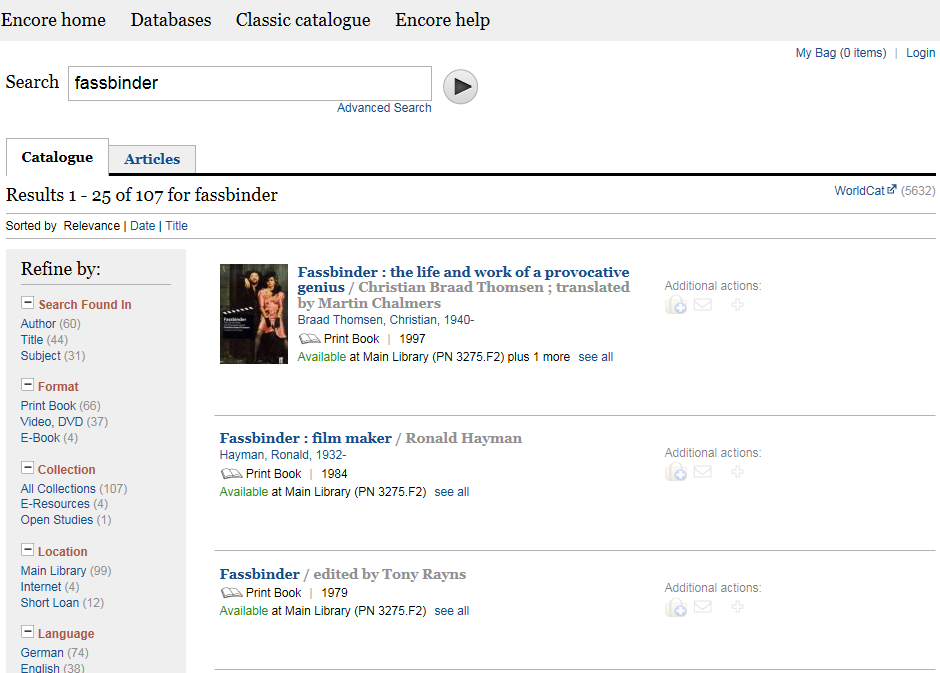 Encore home Databases Classic catalogue Encore help
My Bag (0 items) | Login
Search fassbinder
Advanced Search
Catalogue Articles
Results 1 - 25 of 107 for fassbinder
WorldCat (5632)
Sorted by Relevance | Date | Title
Refine by:
Search Found In
Author (60)
Title (44)
Subject (31)
Format
Print Book (66)
Video, DVD (37)
E-Book (4)
Collection
All Collections (107)
E-Resources (4)
Open Studies (1)
Location
Main Library (99)
Internet (4)
Short Loan (12)
Language
German (74)
English (38)
Fassbinder
Fassbinder : the life and work of a provocative
genius / Christian Braad Thomsen ; translated
by Martin Chalmers
Braad Thomsen, Christian, 1940-
Print Book | 1997
Available at Main Library (PN 3275.F2) plus 1 more see all
Additional actions:
Fassbinder : film maker / Ronald Hayman
Hayman, Ronald, 1932-
Print Book | 1984
Available at Main Library (PN 3275.F2) see all
Additional actions:
Fassbinder / edited by Tony Rayns
Print Book | 1979
Available at Main Library (PN 3275.F2) see all
Additional actions: